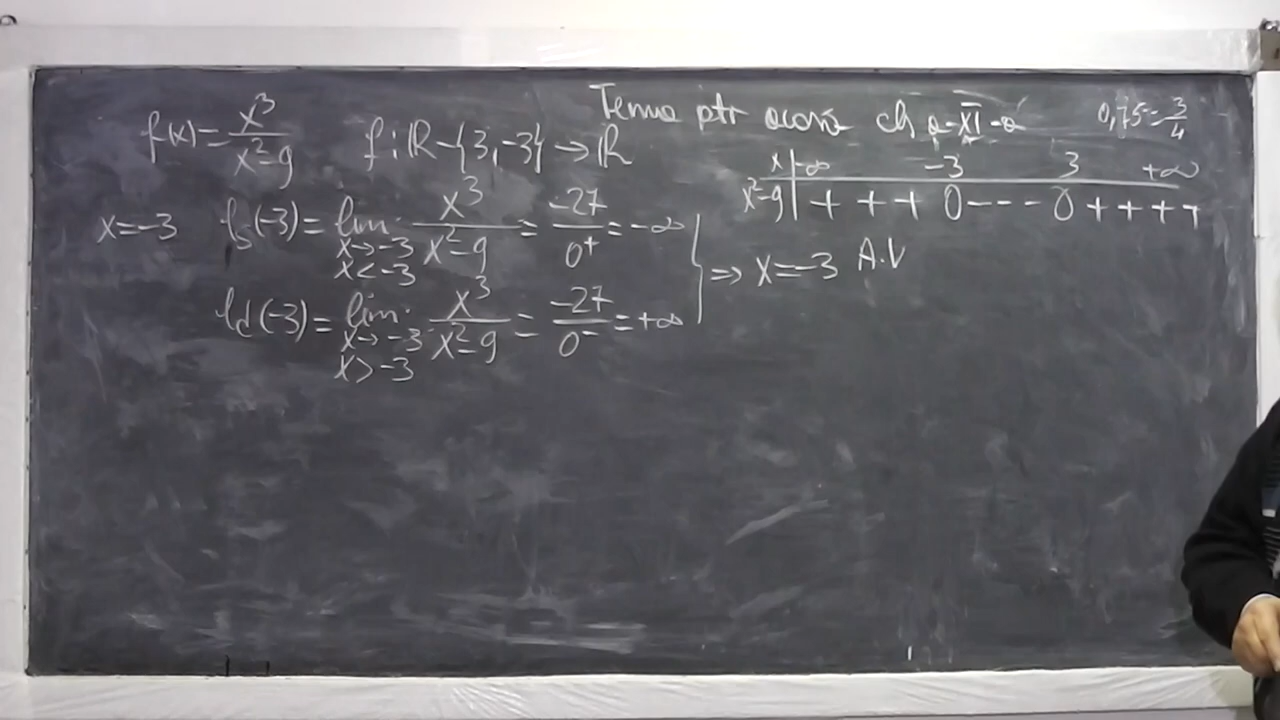 Tema ptr acasă cls a-XI-a
0,75=3/4
f(x)=x³/(x²-9) f:R-{3,-3}→R
x -∞ -3 3 +∞
x²-9 + + + 0 - - - 0 + + + +
x=-3 ls(-3)=lim x→-3 x<-3 x³/(x²-9)=-27/0⁺=-∞
ld(-3)=lim x→-3 x>-3 x³/(x²-9)=-27/0⁻=+∞
⇒ x=-3 A.V